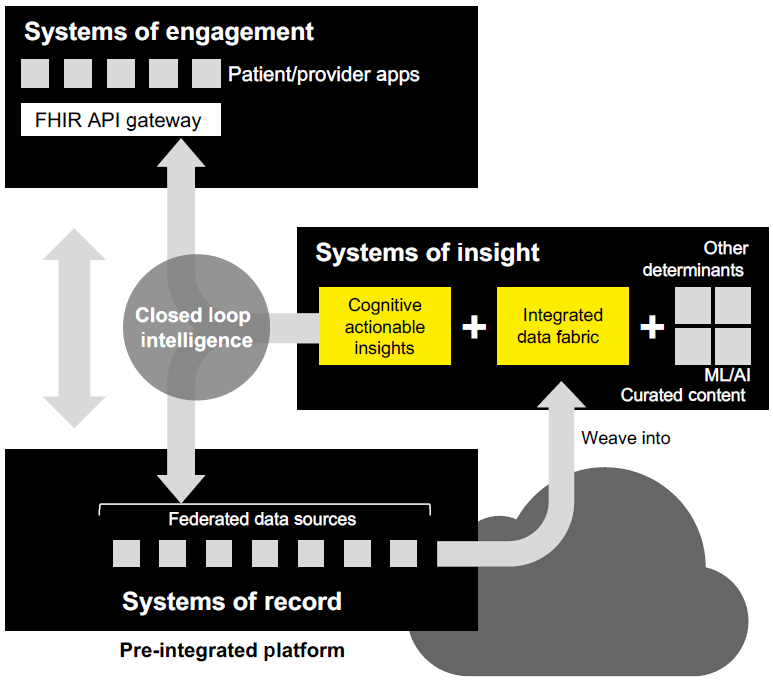 Systems of engagement
Patient/provider apps
FHIR API gateway
Systems of insight
Other
determinants
Closed loop
intelligence
Cognitive
actionable
insights
+
Integrated
data fabric
+
ML/AI
Curated content
Weave into
Federated data sources
Systems of record
Pre-integrated platform